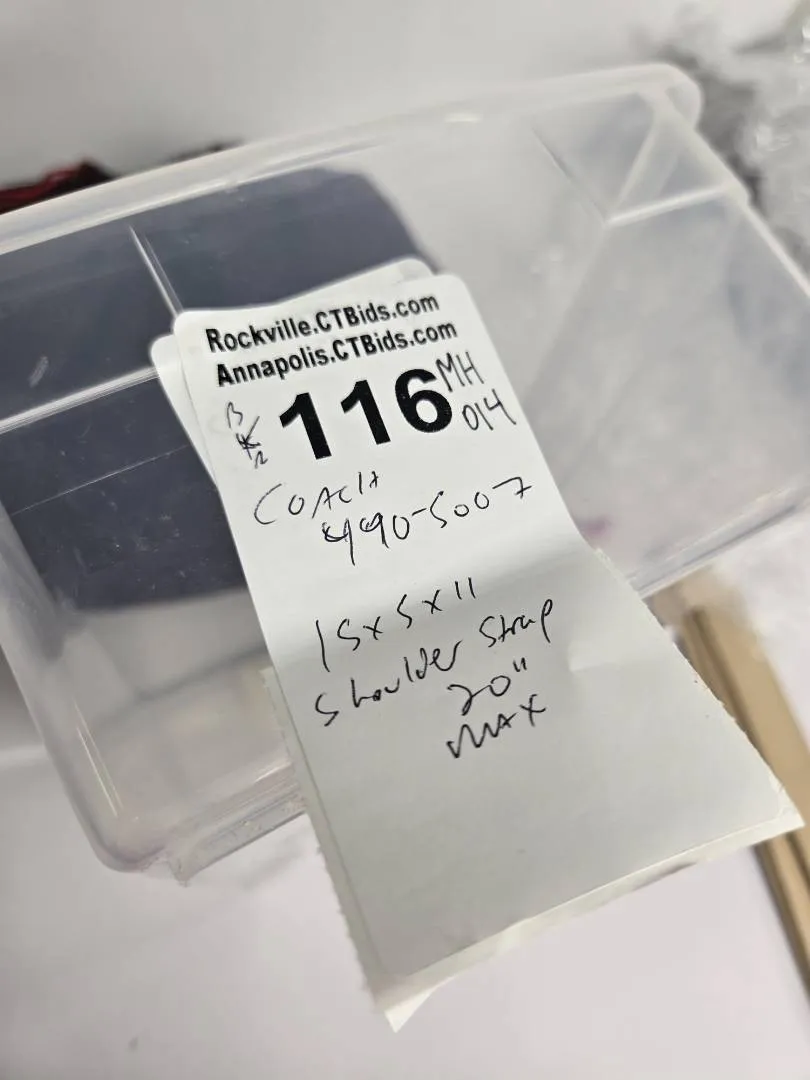 Rockville.CTBids.com
Annapolis.CTBids.com
116 MH
014
COACH
490-5007
15x5x11
Shoulder Strap
20"
MAX